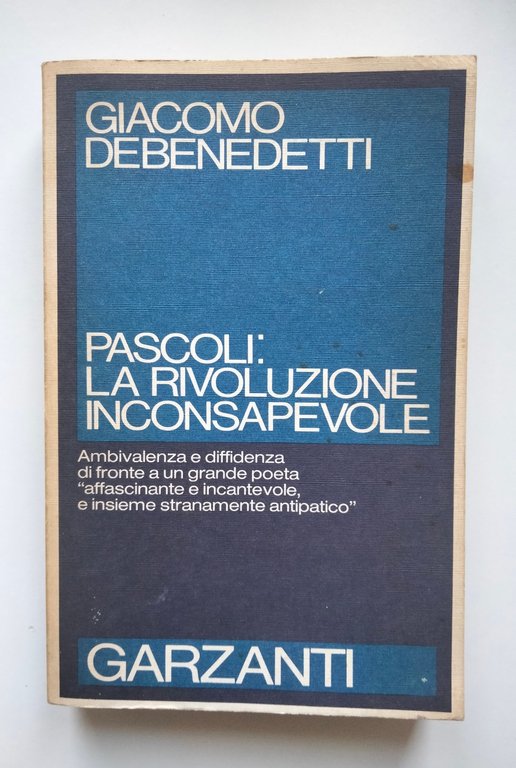 GIACOMO
DEBENEDETTI
PASCOLI:
LA RIVOLUZIONE
INCONSAPEVOLE
Ambivalenza e diffidenza
di fronte a un grande poeta
“affascinante e incantevole,
e insieme stranamente antipatico”
GARZANTI